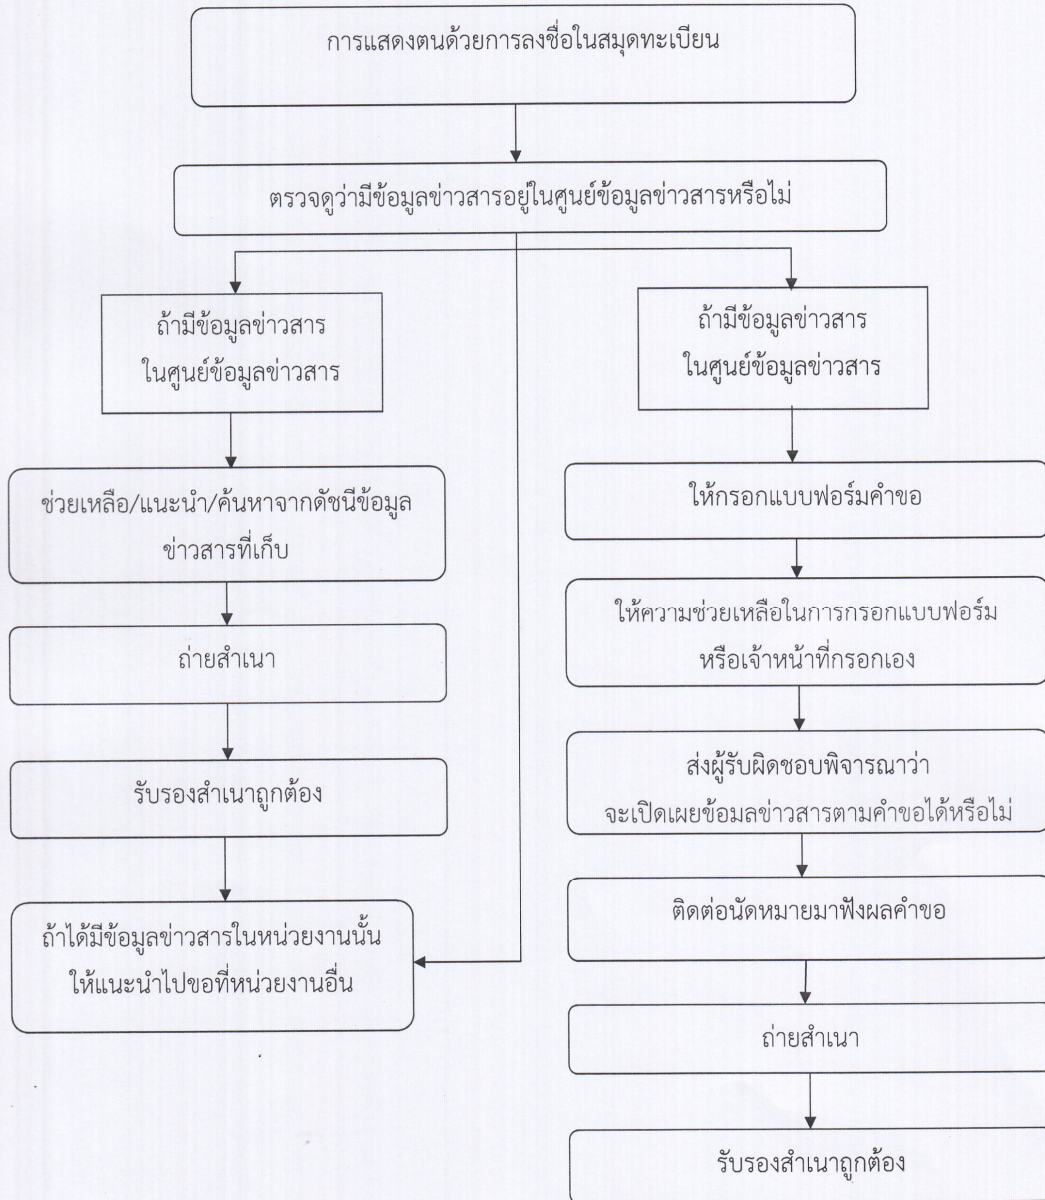 การแสดงตนด้วยการลงชื่อในสมุดทะเบียน
ตรวจดูว่ามีข้อมูลข่าวสารอยู่ในศูนย์ข้อมูลข่าวสารหรือไม่
ถ้ามีข้อมูลข่าวสาร
ในศูนย์ข้อมูลข่าวสาร
ช่วยเหลือ/แนะนำ/ค้นหาจากดัชนีข้อมูล
ข่าวสารที่เก็บ
ถ่ายสำเนา
รับรองสำเนาถูกต้อง
ถ้าได้มีข้อมูลข่าวสารในหน่วยงานนั้น
ให้แนะนำไปขอที่หน่วยงานอื่น
ถ้ามีข้อมูลข่าวสาร
ในศูนย์ข้อมูลข่าวสาร
ให้กรอกแบบฟอร์มคำขอ
ให้ความช่วยเหลือในการกรอกแบบฟอร์ม
หรือเจ้าหน้าที่กรอกเอง
ส่งผู้รับผิดชอบพิจารณาว่า
จะเปิดเผยข้อมลข่าวสารตามคำขอได้หรือไม่
ติดต่อนัดหมายมาฟังผลคำขอ
ถ่ายสำเนา
รับรองสำเนาถูกต้อง